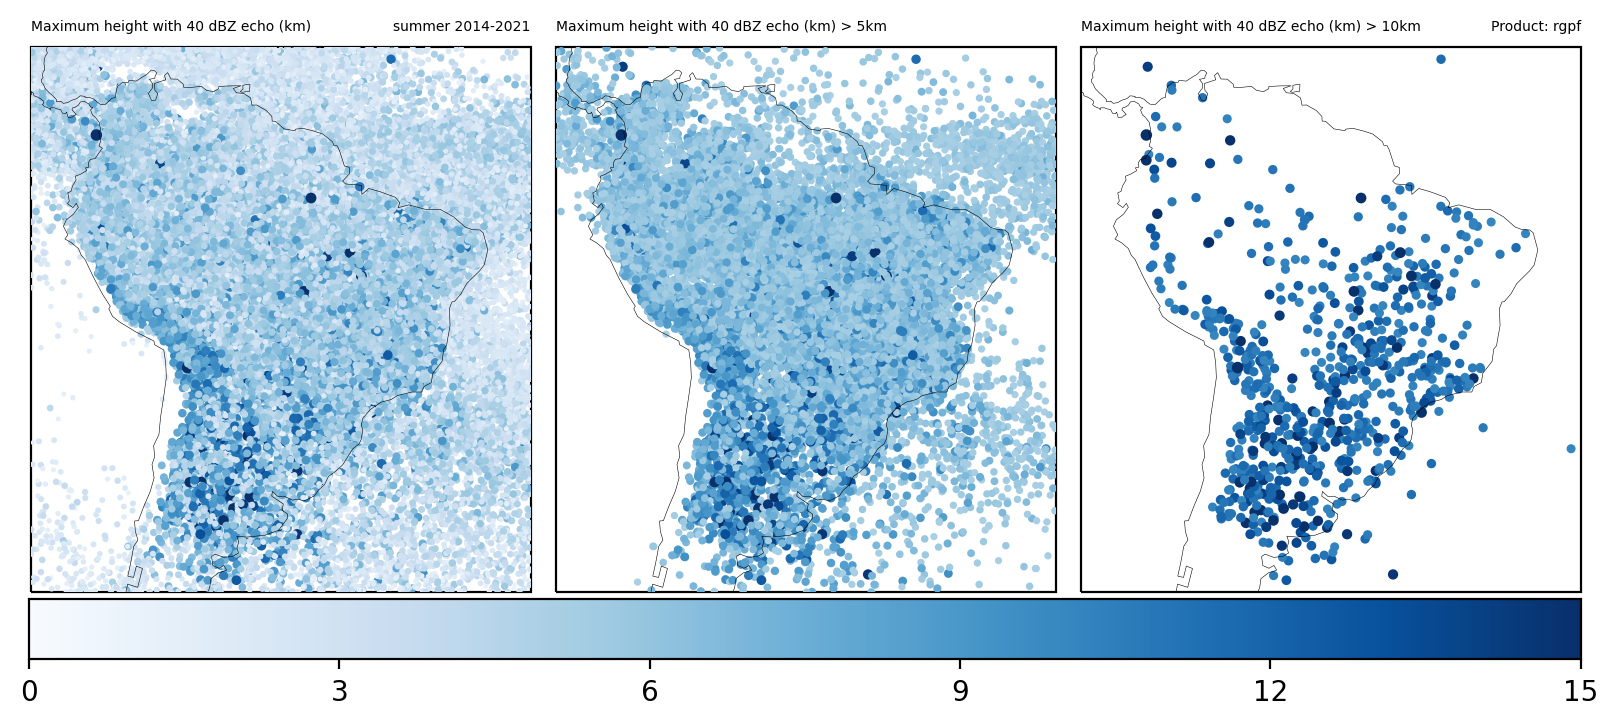 Maximum height with 40 dBZ echo (km) summer 2014-2021
Maximum height with 40 dBZ echo (km) > 5km
Maximum height with 40 dBZ echo (km) > 10km Product: rgpf
0 3 6 9 12 15